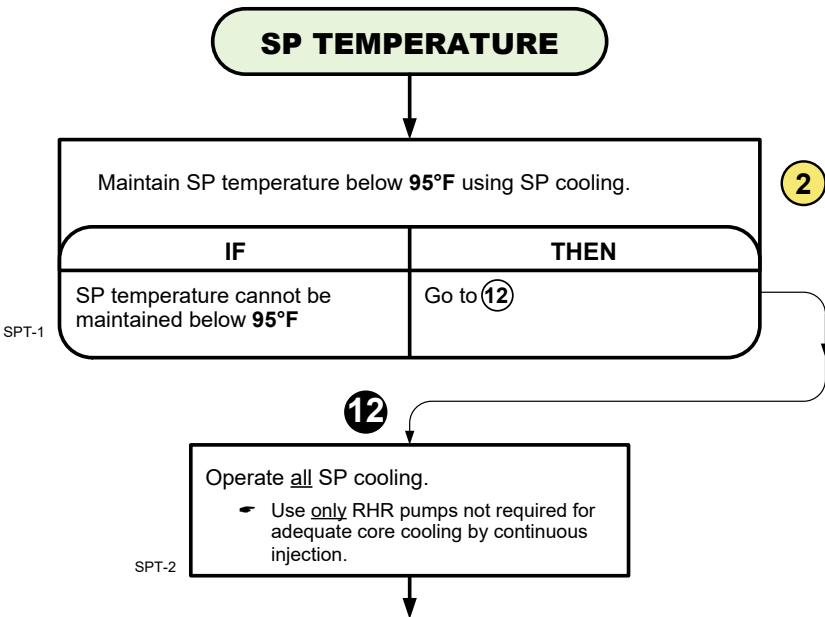 SP TEMPERATURE
Maintain SP temperature below 95°F using SP cooling.
2
IF
THEN
SP temperature cannot be
maintained below 95°F
Go to 12
SPT-1
12
Operate all SP cooling.
☛ Use only RHR pumps not required for
adequate core cooling by continuous
injection.
SPT-2